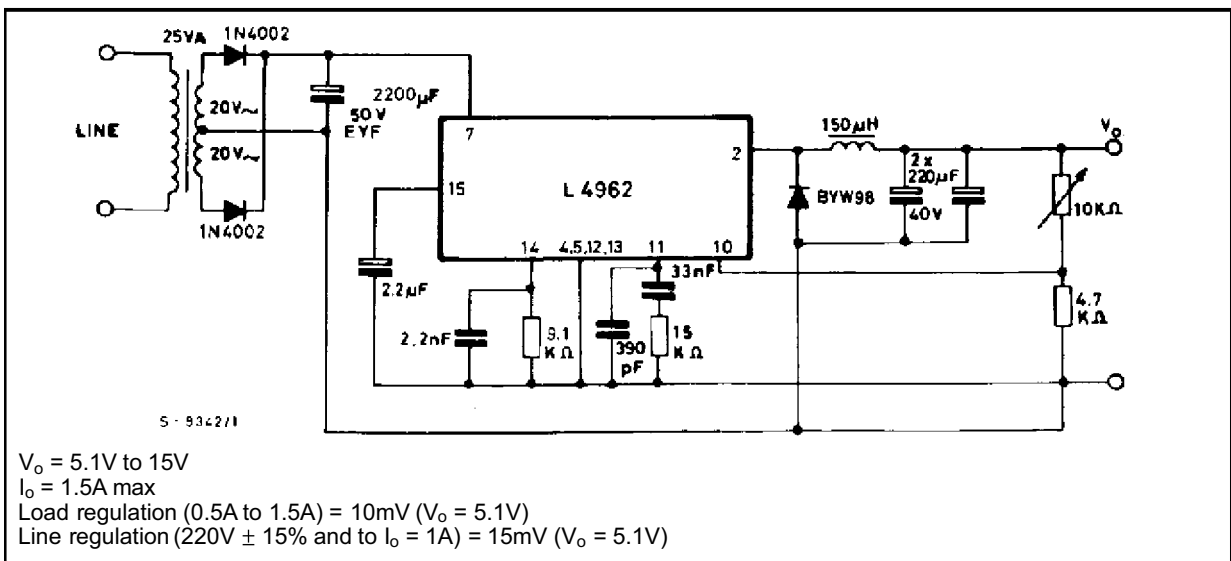 25VA
1N4002
20V~
20V~
LINE
1N4002
2200µF
50V
EYF
7
L 4962
2
15
14
4,5,12,13
11
10
150µH
Vo
2 x
220µF
40V
BYW98
10KΩ
4.7
KΩ
2.2µF
2.2nF
9.1
KΩ
390
pF
33nF
15
KΩ
S - 9342/1
Vo = 5.1V to 15V
Io = 1.5A max
Load regulation (0.5A to 1.5A) = 10mV (Vo = 5.1V)
Line regulation (220V ± 15% and to Io = 1A) = 15mV (Vo = 5.1V)